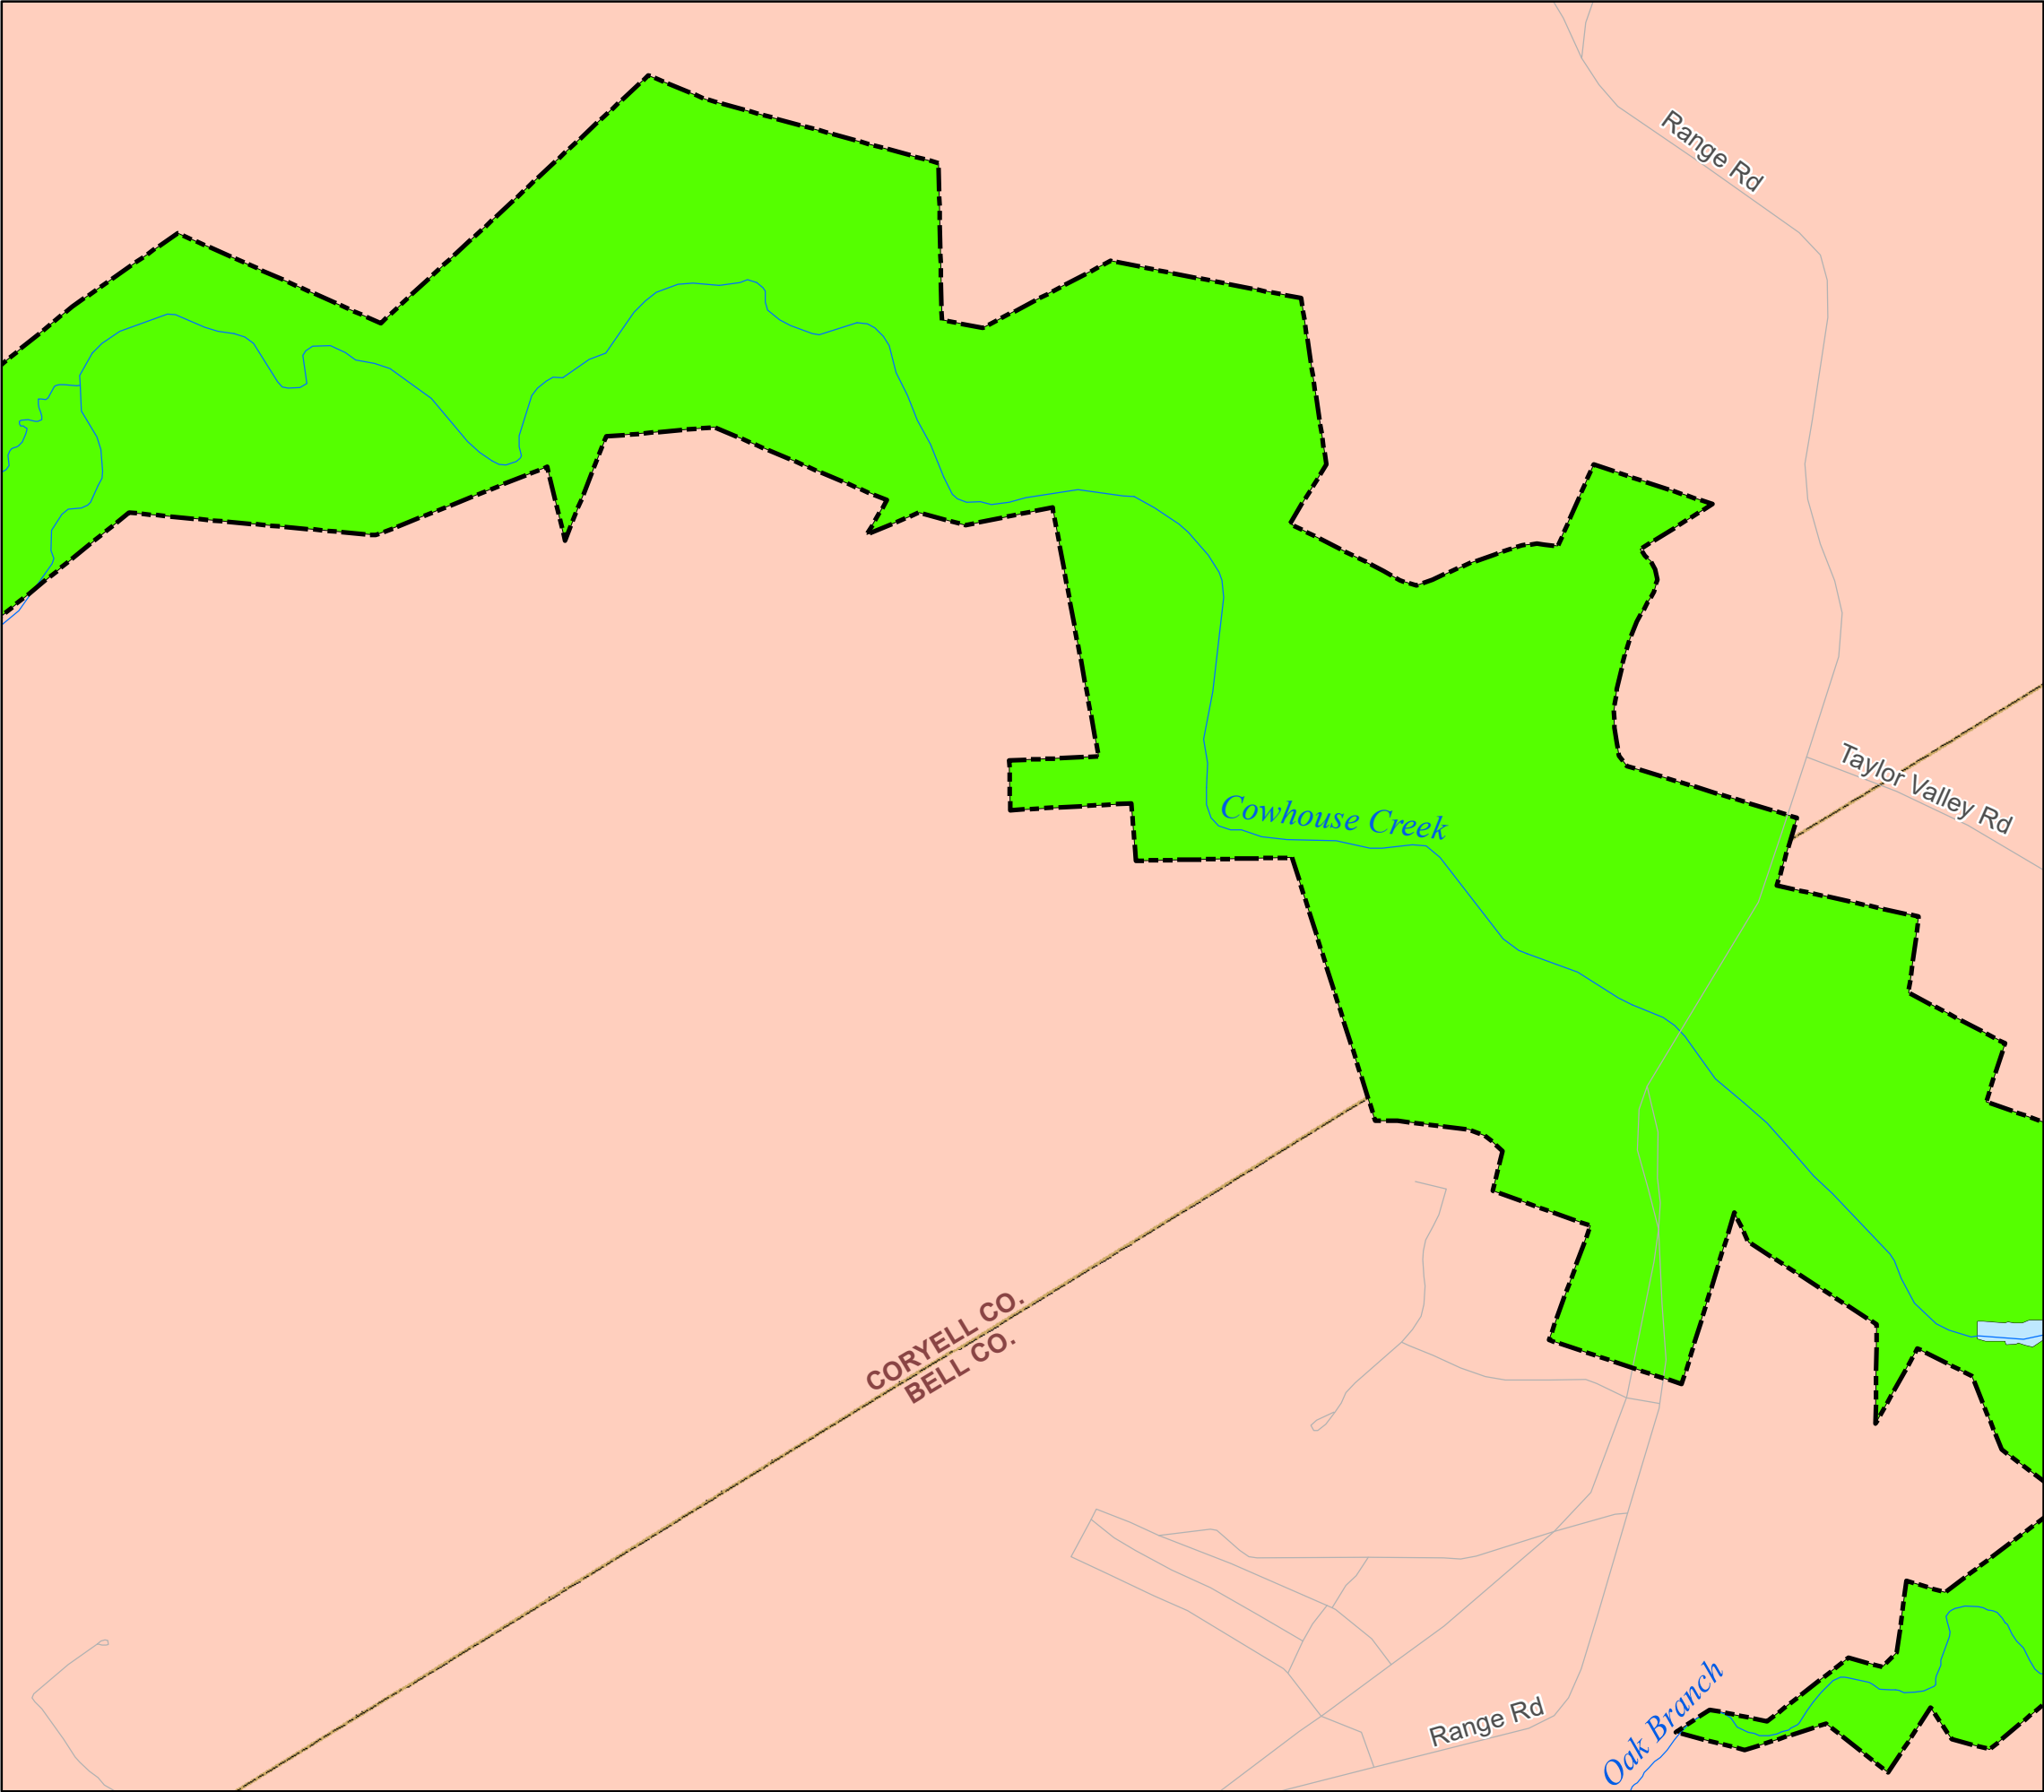 Range Rd
Taylor Valley Rd
Cowhouse Creek
CORYELL CO.
BELL CO.
Range Rd
Oak Branch